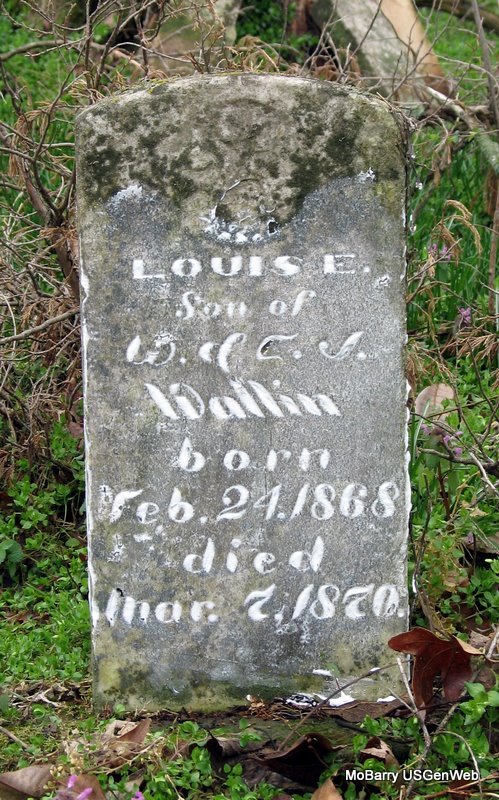 LOUIS E.
Son of
W. & T. J.
Wallin
born
Feb. 24. 1868
died
Mar. 7. 1870.
MoBarry USGenWeb